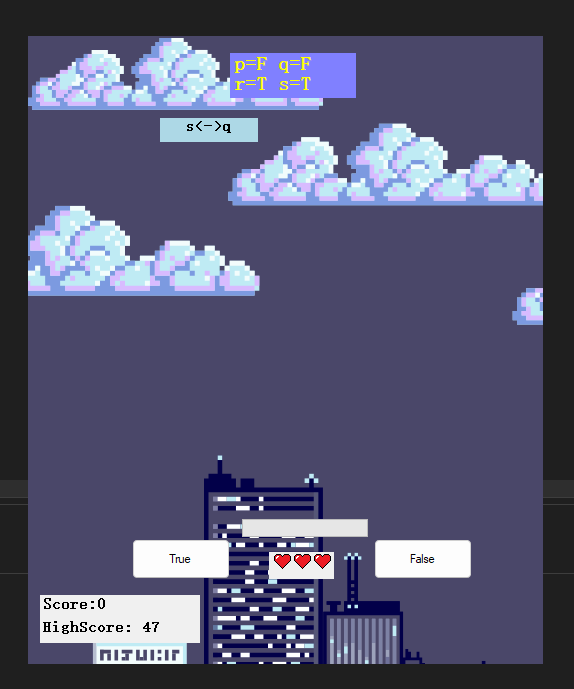 p=F q=F
r=T s=T
s<->q
True
False
Score:0
HighScore: 47